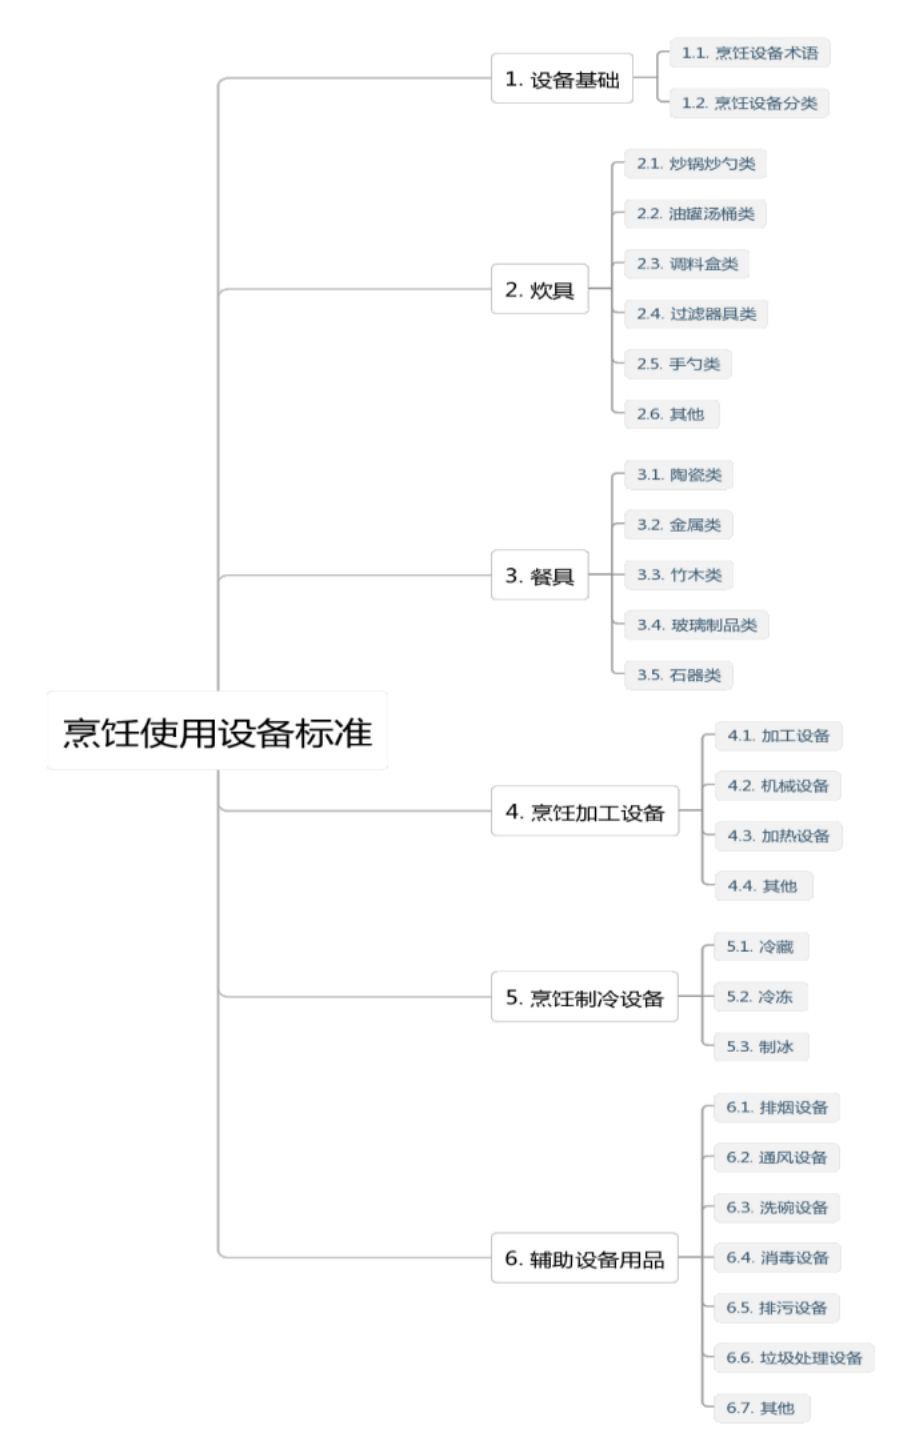 烹饪使用设备标准
1. 设备基础
1.1. 烹饪设备术语
1.2. 烹饪设备分类
2. 炊具
2.1. 炒锅炒勺类
2.2. 油罐汤桶类
2.3. 调料盒类
2.4. 过滤器具类
2.5. 手勺类
2.6. 其他
3. 餐具
3.1. 陶瓷类
3.2. 金属类
3.3. 竹木类
3.4. 玻璃制品类
3.5. 石器类
4. 烹饪加工设备
4.1. 加工设备
4.2. 机械设备
4.3. 加热设备
4.4. 其他
5. 烹饪制冷设备
5.1. 冷藏
5.2. 冷冻
5.3. 制冰
6. 辅助设备用品
6.1. 排烟设备
6.2. 通风设备
6.3. 洗碗设备
6.4. 消毒设备
6.5. 排污设备
6.6. 垃圾处理设备
6.7. 其他